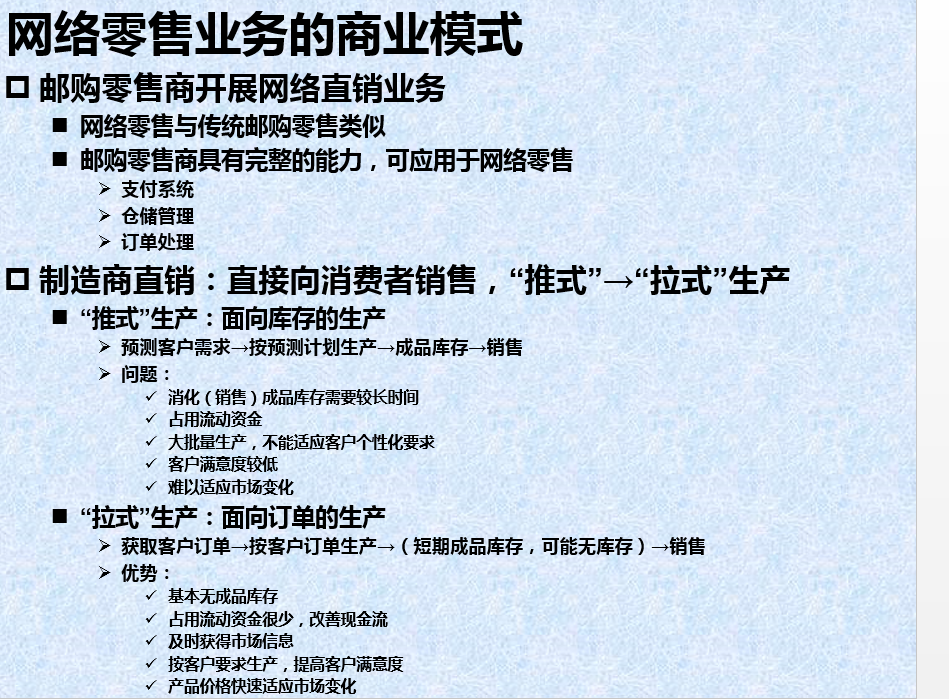 网络零售业务的商业模式
邮购零售商开展网络直销业务
网络零售与传统邮购零售类似
邮购零售商具有完整的能力，可应用于网络零售
支付系统
仓储管理
订单处理
制造商直销：直接向消费者销售，“推式”→“拉式”生产
“推式”生产：面向库存的生产
预测客户需求→按预测计划生产→成品库存→销售
问题：
消化（销售）成品库存需要较长时间
占用流动资金
大批量生产，不能适应客户个性化要求
客户满意度较低
难以适应市场变化
“拉式”生产：面向订单的生产
获取客户订单→按客户订单生产→（短期成品库存，可能无库存）→销售
优势：
基本无成品库存
占用流动资金很少，改善现金流
及时获得市场信息
按客户要求生产，提高客户满意度
产品价格快速适应市场变化